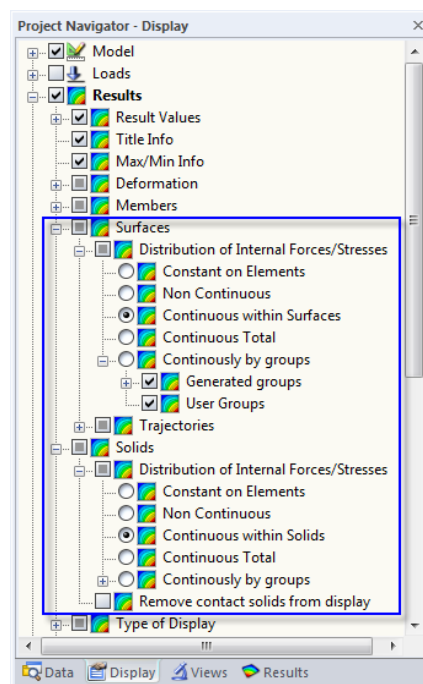 Project Navigator - Display
Model
Loads
Results
Result Values
Title Info
Max/Min Info
Deformation
Members
Surfaces
Distribution of Internal Forces/Stresses
Constant on Elements
Non Continuous
Continuous within Surfaces
Continuous Total
Continously by groups
Generated groups
User Groups
Trajectories
Solids
Distribution of Internal Forces/Stresses
Constant on Elements
Non Continuous
Continuous within Solids
Continuous Total
Continously by groups
Remove contact solids from display
Type of Display
Data Display Views Results